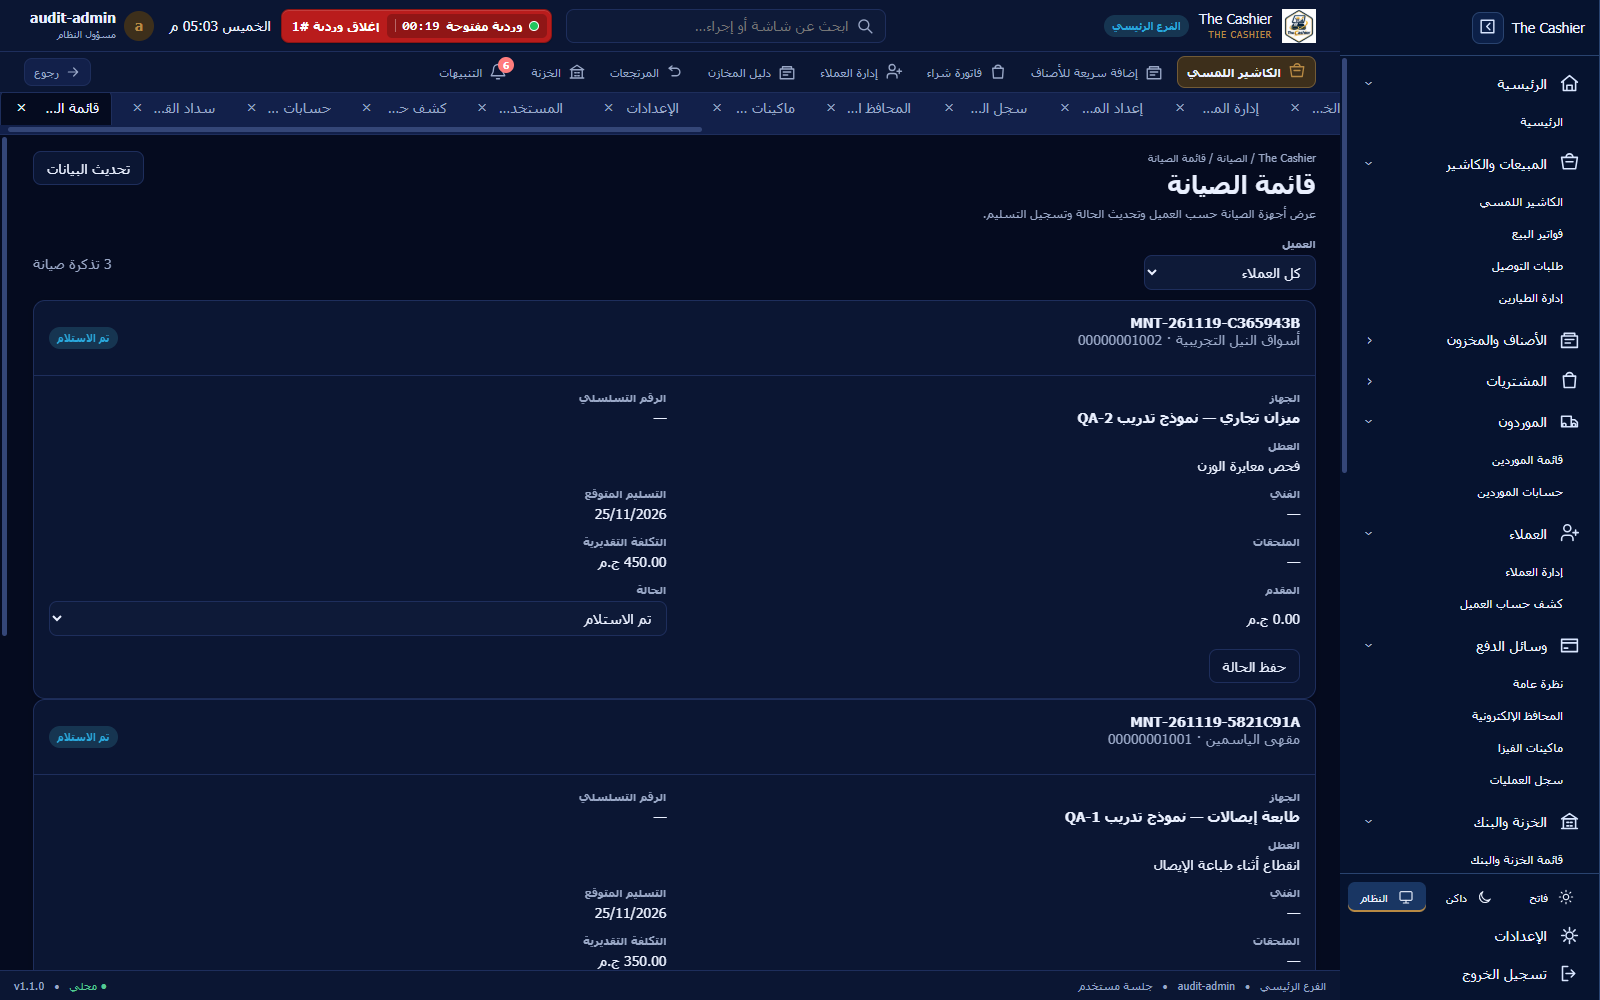 The Cashier
الرئيسية
الرئيسية
المبيعات والكاشير
الكاشير اللمسي
فواتير البيع
طلبات التوصيل
إدارة الطيارين
الأصناف والمخزون
المشتريات
الموردون
قائمة الموردين
حسابات الموردين
العملاء
إدارة العملاء
كشف حساب العميل
وسائل الدفع
نظرة عامة
المحافظ الإلكترونية
ماكينات الفيزا
سجل العمليات
الخزنة والبنك
قائمة الخزنة والبنك
فاتح
داكن
النظام
الإعدادات
تسجيل الخروج
The Cashier
THE CASHIER
الفرع الرئيسي
ابحث عن شاشة أو إجراء...
وردية مفتوحة 00:19
إغلاق وردية #1
الخميس 05:03 م
a
audit-admin
مسؤول النظام
الكاشير اللمسي
إضافة سريعة للأصناف
فاتورة شراء
إدارة العملاء
دليل المخازن
المرتجعات
الخزنة
التنبيهات
6
رجوع
الخ...
إدارة الم...
إعداد الم...
سجل ال...
المحافظ ا...
ماكينات ...
الإعدادات
المستخد...
كشف ح...
حسابات ...
سداد الق...
قائمة ال...
The Cashier / الصيانة / قائمة الصيانة
قائمة الصيانة
عرض أجهزة الصيانة حسب العميل وتحديث الحالة وتسجيل التسليم.
تحديث البيانات
العميل
كل العملاء
3 تذكرة صيانة
MNT-261119-C365943B
أسواق النيل التجريبية · 00000001002
تم الاستلام
الجهاز
ميزان تجاري — نموذج تدريب QA-2
الرقم التسلسلي
—
العطل
فحص معايرة الوزن
الفني
—
التسليم المتوقع
25/11/2026
الملحقات
—
التكلفة التقديرية
450.00 ج.م
المقدم
0.00 ج.م
الحالة
تم الاستلام
حفظ الحالة
MNT-261119-5821C91A
مقهى الياسمين · 00000001001
تم الاستلام
الجهاز
طابعة إيصالات — نموذج تدريب QA-1
الرقم التسلسلي
—
العطل
انقطاع أثناء طباعة الإيصال
الفني
—
التسليم المتوقع
25/11/2026
الملحقات
—
التكلفة التقديرية
350.00 ج.م
الفرع الرئيسي • audit-admin • جلسة مستخدم
محلي • v1.1.0